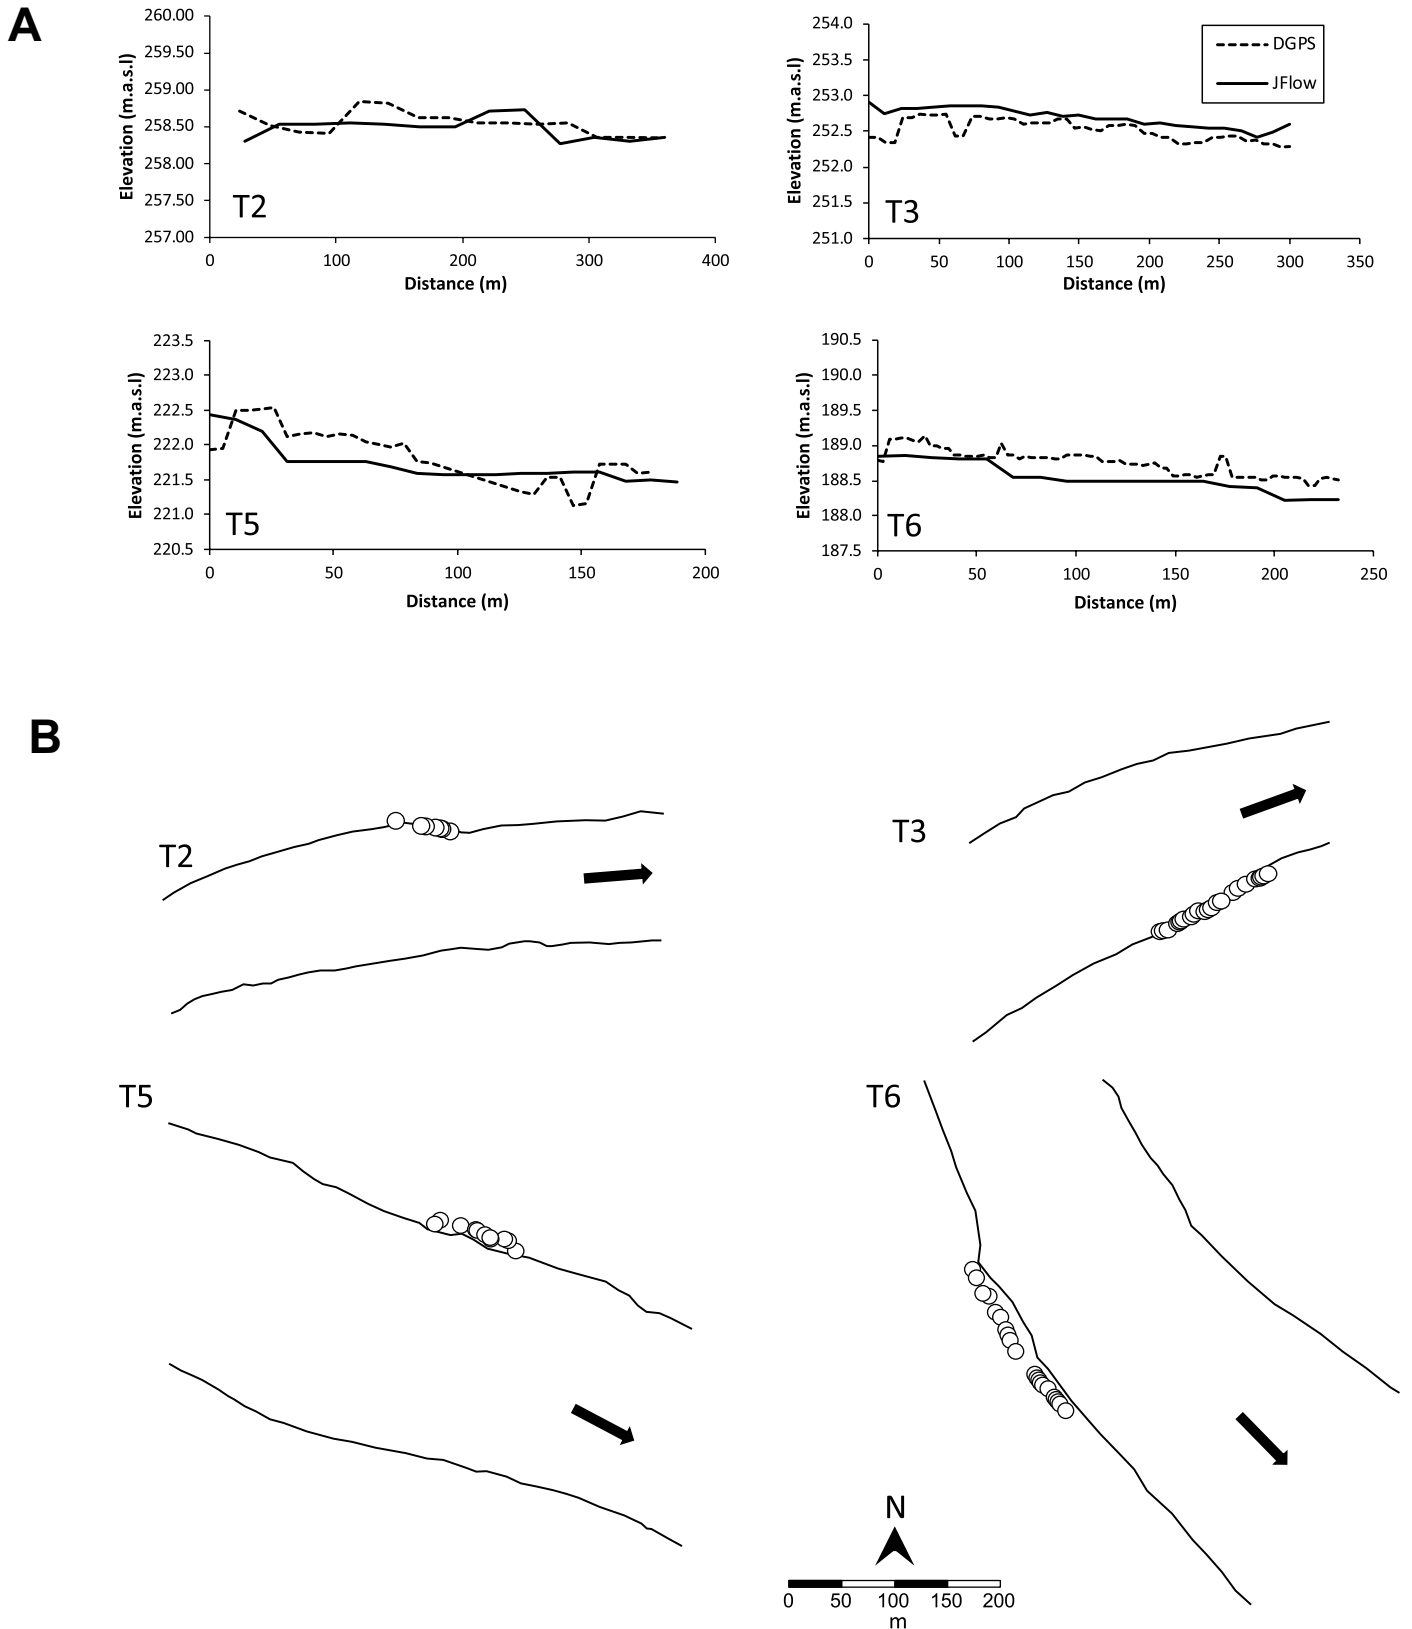 A
260.00
259.50
259.00
258.50
258.00
257.50
257.00
Elevation (m.a.s.l)
T2
0 100 200 300 400
Distance (m)
254.0
253.5
253.0
252.5
252.0
251.5
251.0
Elevation (m.a.s.l)
DGPS
JFlow
T3
0 50 100 150 200 250 300 350
Distance (m)
223.5
223.0
222.5
222.0
221.5
221.0
220.5
Elevation (m.a.s.l)
T5
0 50 100 150 200
Distance (m)
190.5
190.0
189.5
189.0
188.5
188.0
187.5
Elevation (m.a.s.l)
T6
0 50 100 150 200 250
Distance (m)
B
T2
T3
T5
T6
N
0 50 100 150 200
m